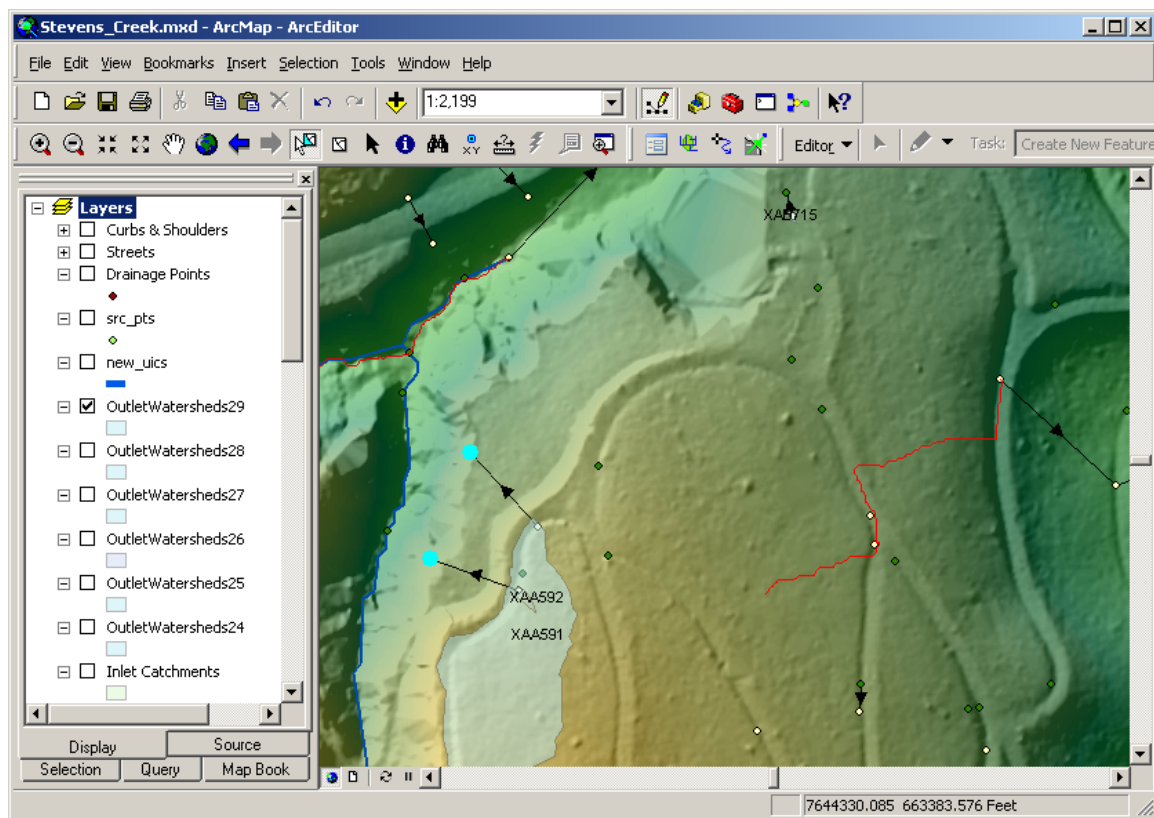 Stevens_Creek.mxd - ArcMap - ArcEditor
File Edit View Bookmarks Insert Selection Tools Window Help
1:2,199
Editor Task: Create New Feature
Layers
Curbs & Shoulders
Streets
Drainage Points
src_pts
new_uics
OutletWatersheds29
OutletWatersheds28
OutletWatersheds27
OutletWatersheds26
OutletWatersheds25
OutletWatersheds24
Inlet Catchments
Display Source
Selection Query Map Book
XAB715
XAA592
XAA591
7644330.085 663383.576 Feet